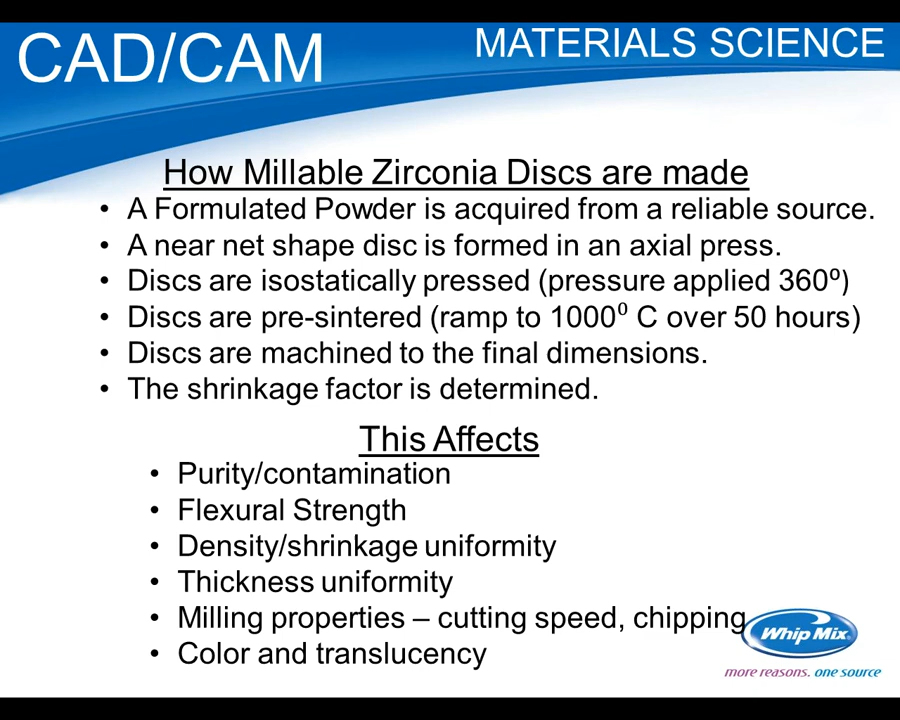 CAD/CAM
MATERIALS SCIENCE
How Millable Zirconia Discs are made
• A Formulated Powder is acquired from a reliable source.
• A near net shape disc is formed in an axial press.
• Discs are isostatically pressed (pressure applied 360º)
• Discs are pre-sintered (ramp to 1000⁰ C over 50 hours)
• Discs are machined to the final dimensions.
• The shrinkage factor is determined.
This Affects
• Purity/contamination
• Flexural Strength
• Density/shrinkage uniformity
• Thickness uniformity
• Milling properties – cutting speed, chipping
• Color and translucency
Whip Mix
more reasons. one source